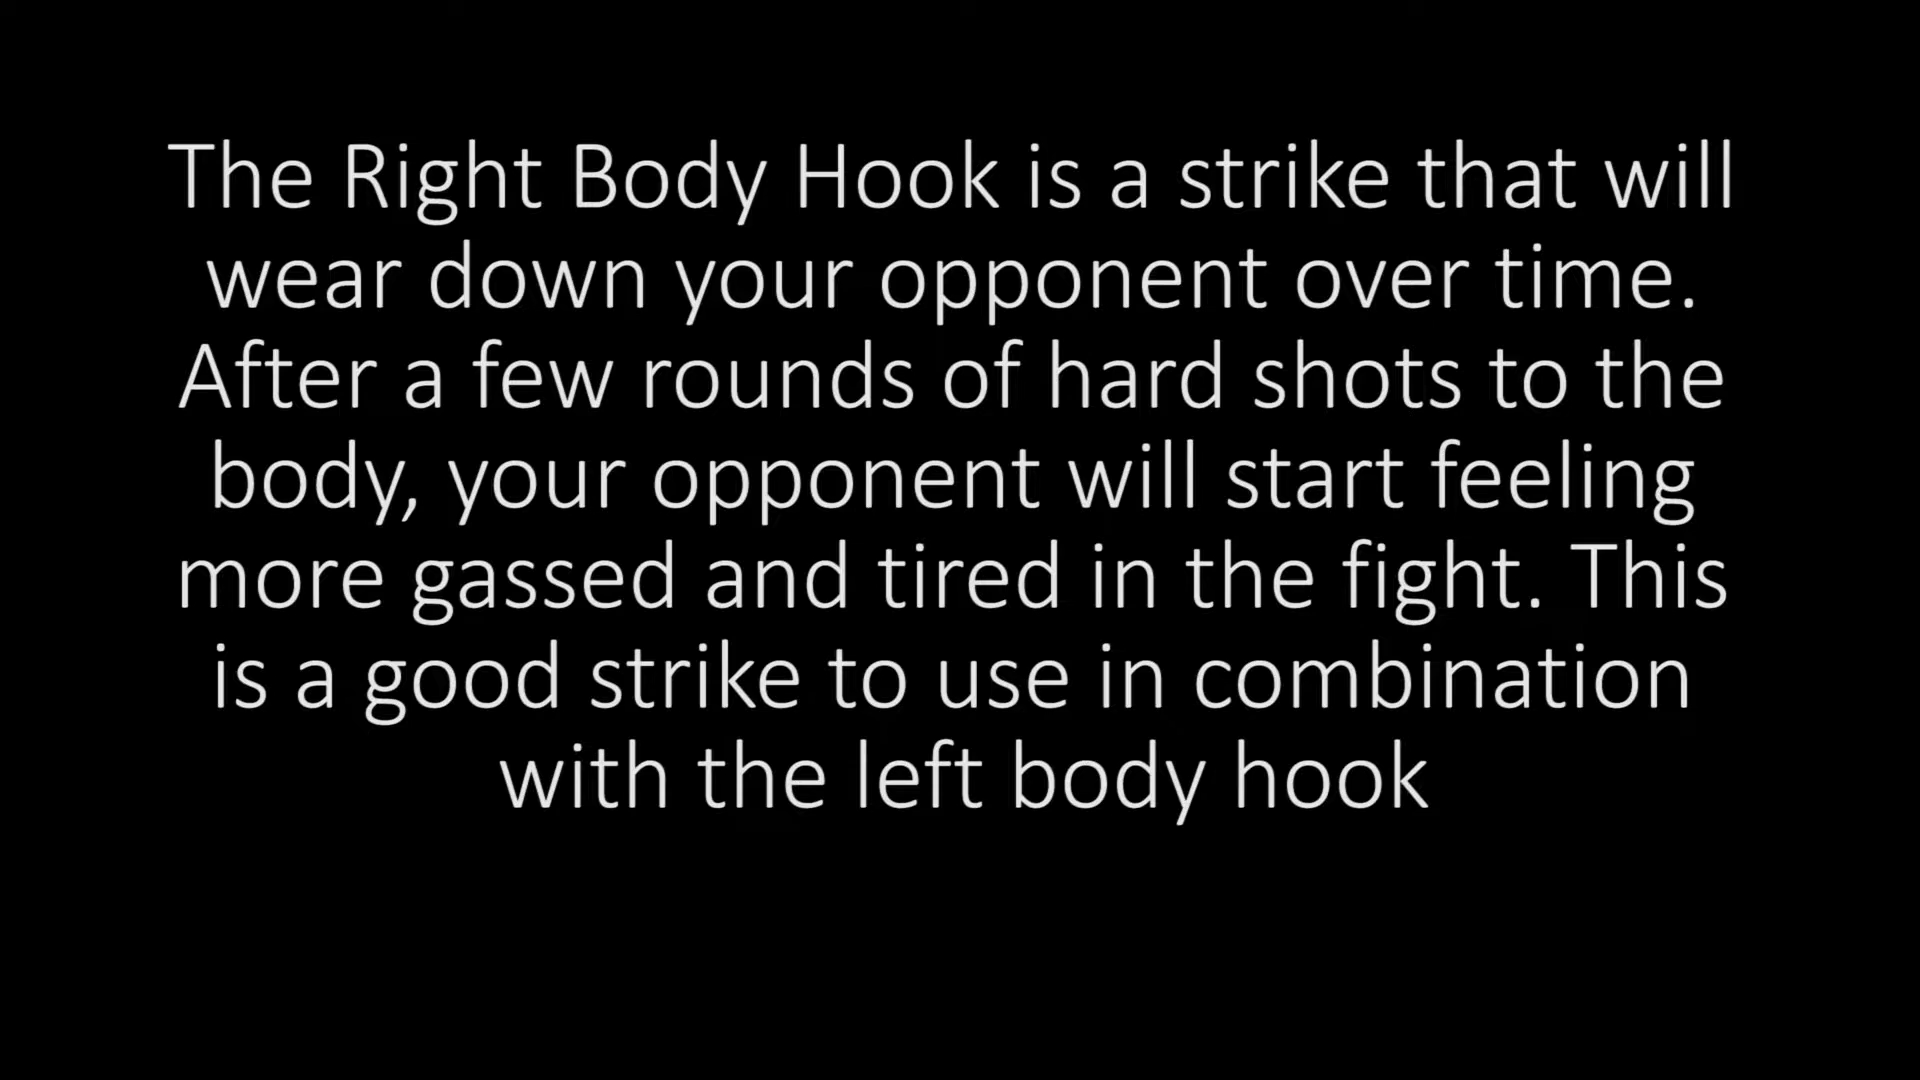 The Right Body Hook is a strike that will
wear down your opponent over time.
After a few rounds of hard shots to the
body, your opponent will start feeling
more gassed and tired in the fight. This
is a good strike to use in combination
with the left body hook